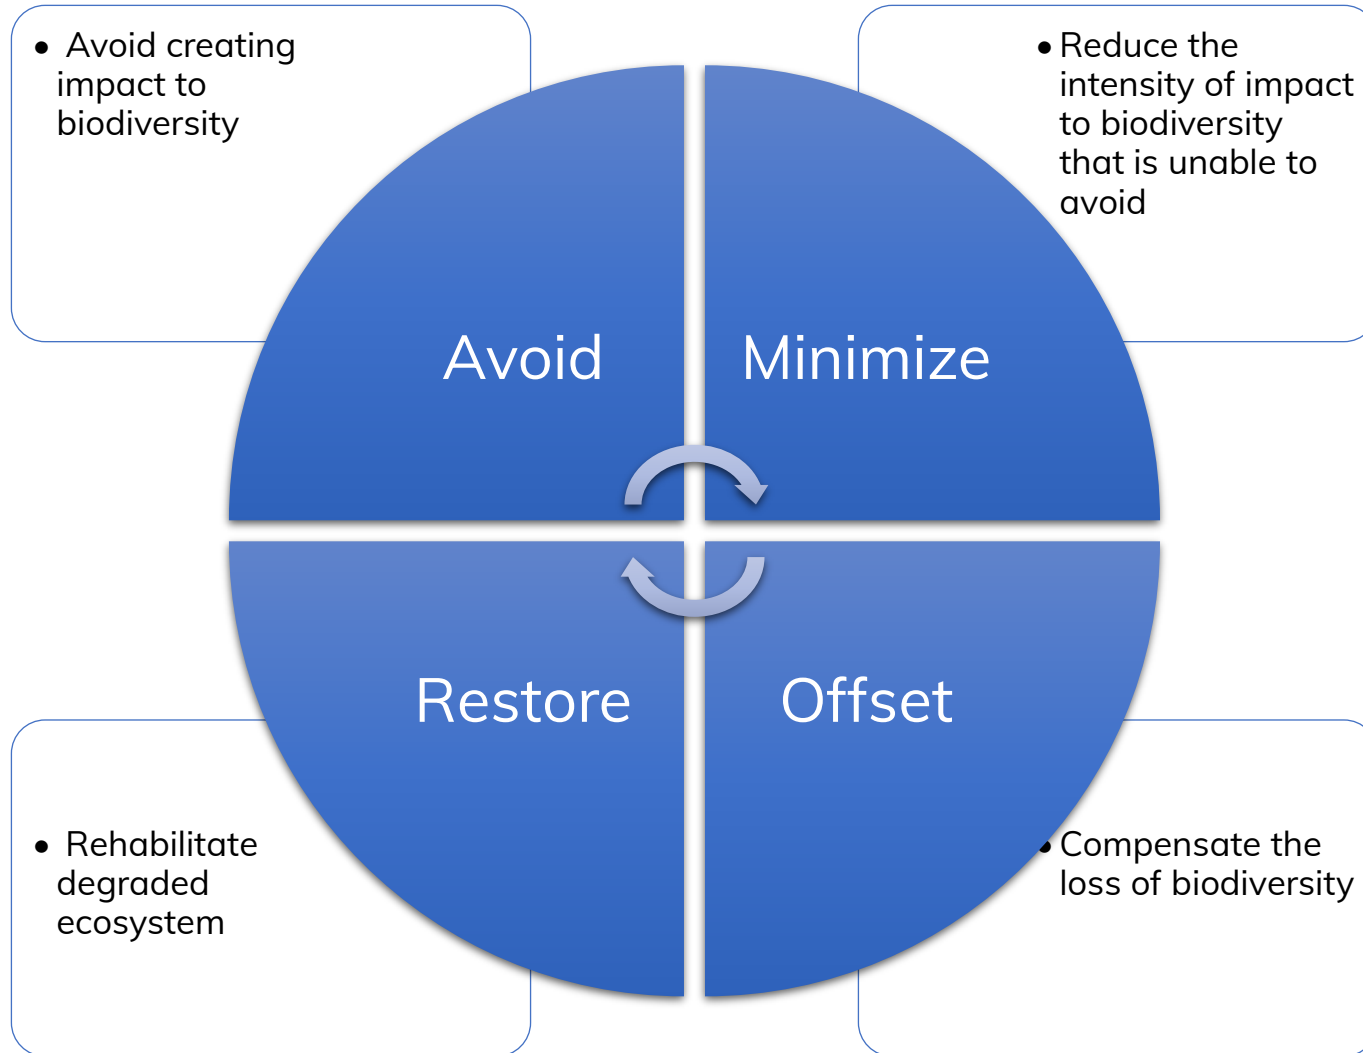 • Avoid creating
impact to
biodiversity
• Reduce the
intensity of impact
to biodiversity
that is unable to
avoid
Avoid
Minimize
Restore
Offset
• Rehabilitate
degraded
ecosystem
• Compensate the
loss of biodiversity